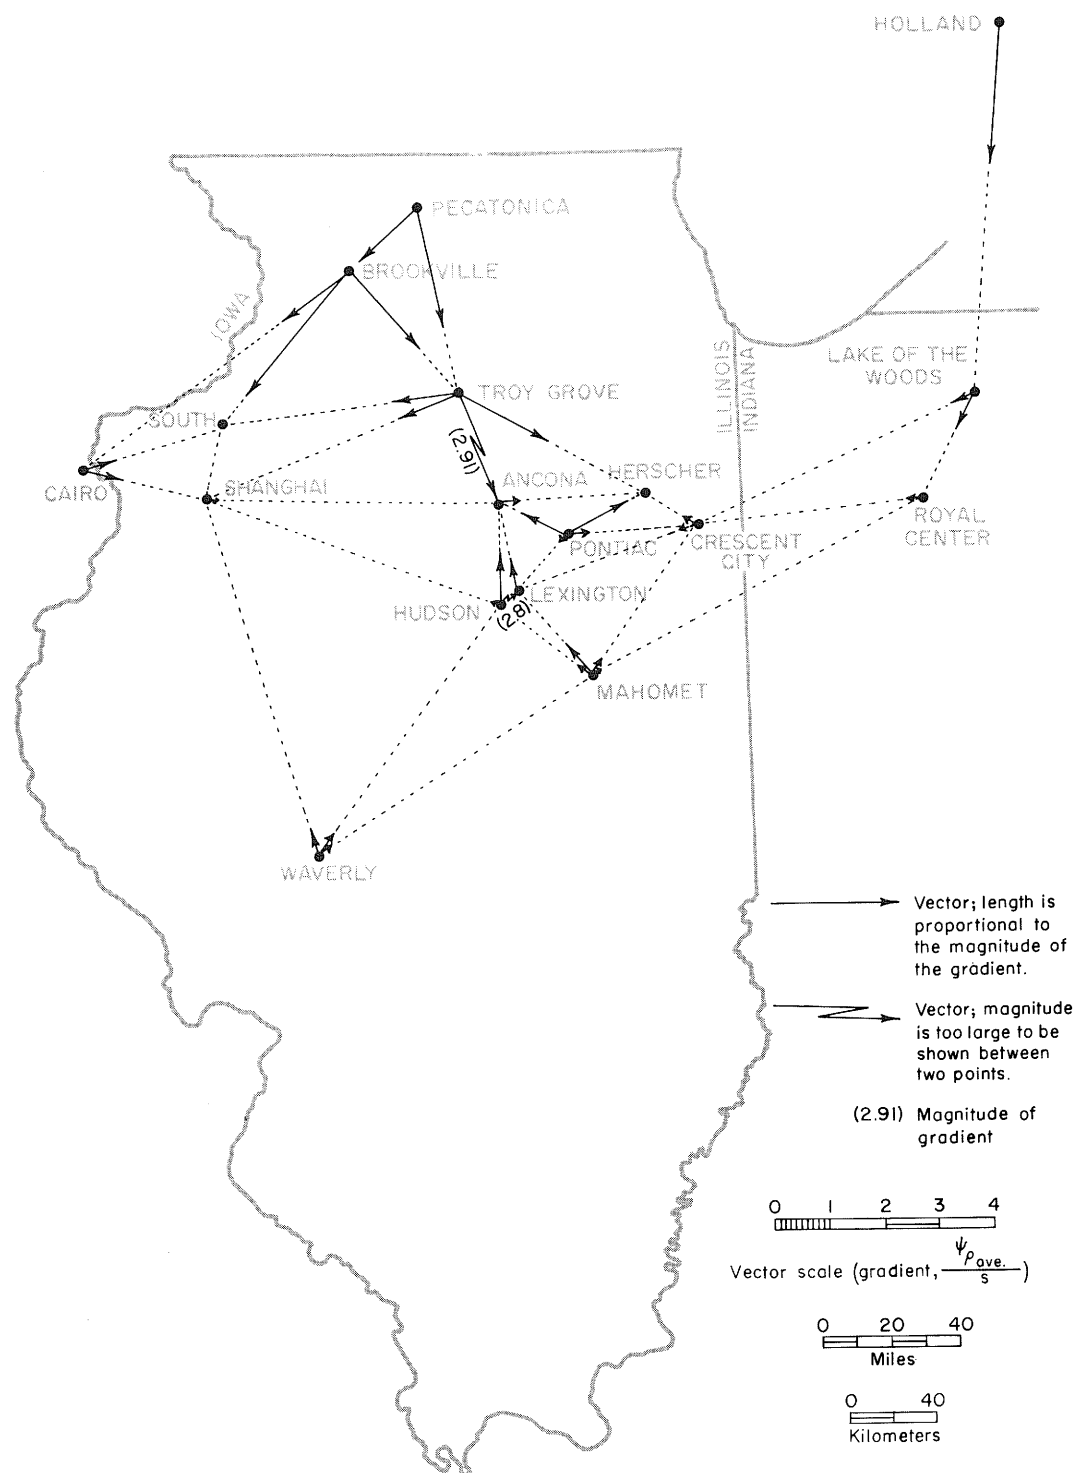 HOLLAND
PECATONICA
BROOKVILLE
IOWA
ILLINOIS
INDIANA
LAKE OF THE
WOODS
TROY GROVE
SOUTH
(2.91)
ANCONA
HERSCHER
CAIRO
SHANGHAI
ROYAL
CENTER
PONTIAC
CRESCENT
CITY
LEXINGTON
HUDSON
(2.8)
MAHOMET
WAVERLY
Vector; length is
proportional to
the magnitude of
the gradient.
Vector; magnitude
is too large to be
shown between
two points.
(2.91) Magnitude of
gradient
0 1 2 3 4
Vector scale (gradient, ψρave./s)
0 20 40
Miles
0 40
Kilometers